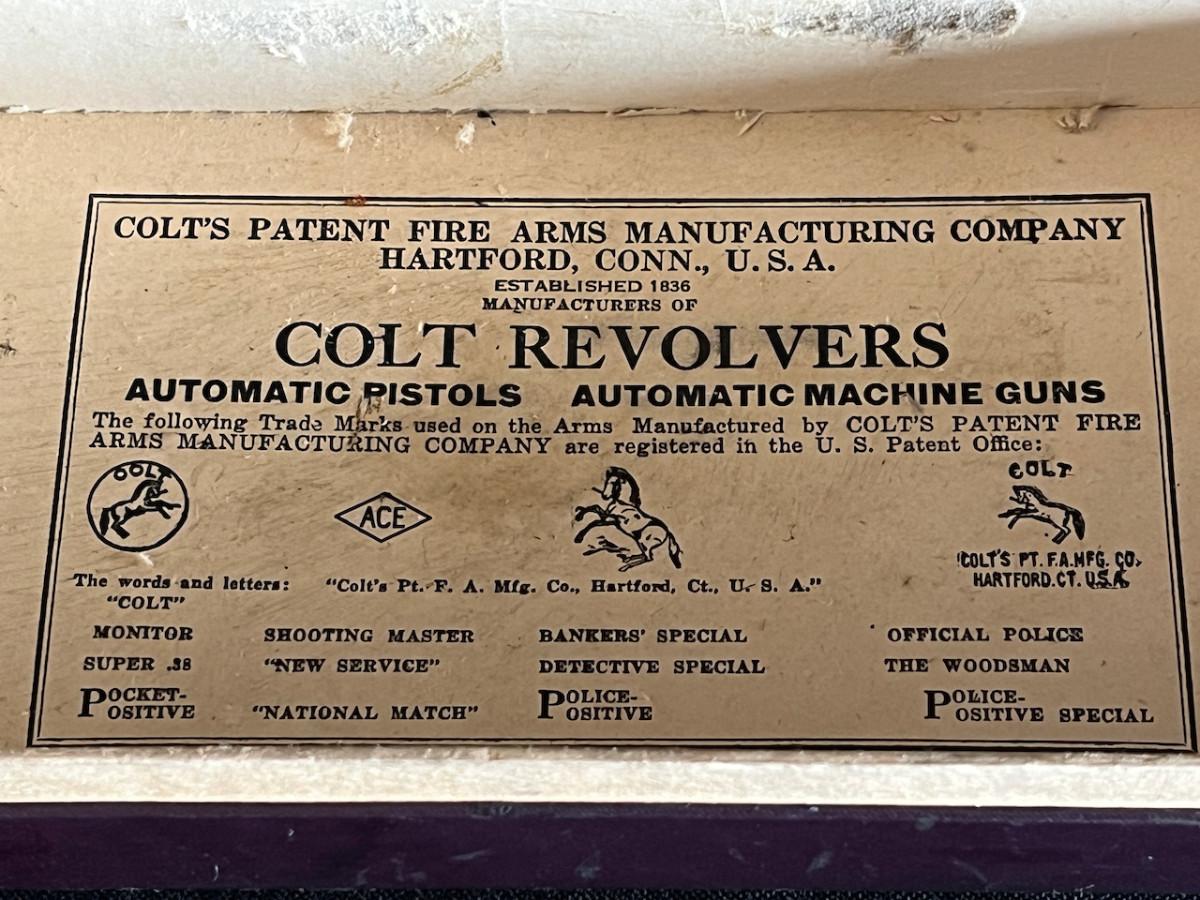 COLT'S PATENT FIRE ARMS MANUFACTURING COMPANY
HARTFORD, CONN., U. S. A.
ESTABLISHED 1836
MANUFACTURERS OF
COLT REVOLVERS
AUTOMATIC PISTOLS AUTOMATIC MACHINE GUNS
The following Trade Marks used on the Arms Manufactured by COLT'S PATENT FIRE
ARMS MANUFACTURING COMPANY are registered in the U. S. Patent Office:
COLT
ACE
COLT
COLT'S PT. F.A. MFG. CO.
HARTFORD. CT. U.S.A.
The words and letters: "Colt's Pt. F. A. Mfg. Co., Hartford, Ct., U. S. A."
"COLT"
MONITOR SHOOTING MASTER BANKERS' SPECIAL OFFICIAL POLICE
SUPER .38 "NEW SERVICE" DETECTIVE SPECIAL THE WOODSMAN
POCKET-POSITIVE "NATIONAL MATCH" POLICE-POSITIVE POLICE-POSITIVE SPECIAL